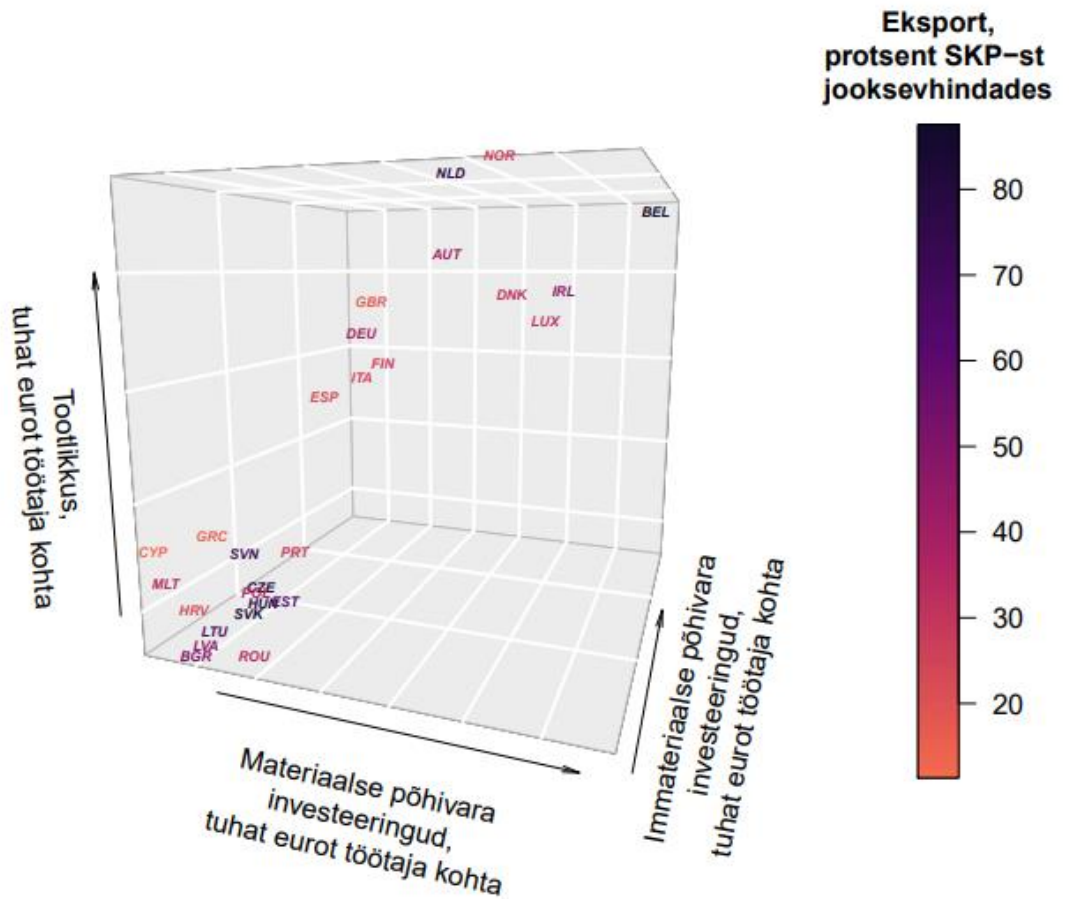 Eksport,
protsent SKP−st
jooksevhindades
NOR
NLD
BEL
AUT
DNK
IRL
GBR
LUX
DEU
FIN
ITA
ESP
GRC
CYP
SVN
PRT
MLT
CZE
POL
HUN
EST
HRV
SVK
LTU
LVA
BGR
ROU
80
70
60
50
40
30
20
Tootlikkus,
tuhat eurot töötaja kohta
Materiaalse põhivara
investeeringud,
tuhat eurot töötaja kohta
Immateriaalse põhivara
investeeringud,
tuhat eurot töötaja kohta